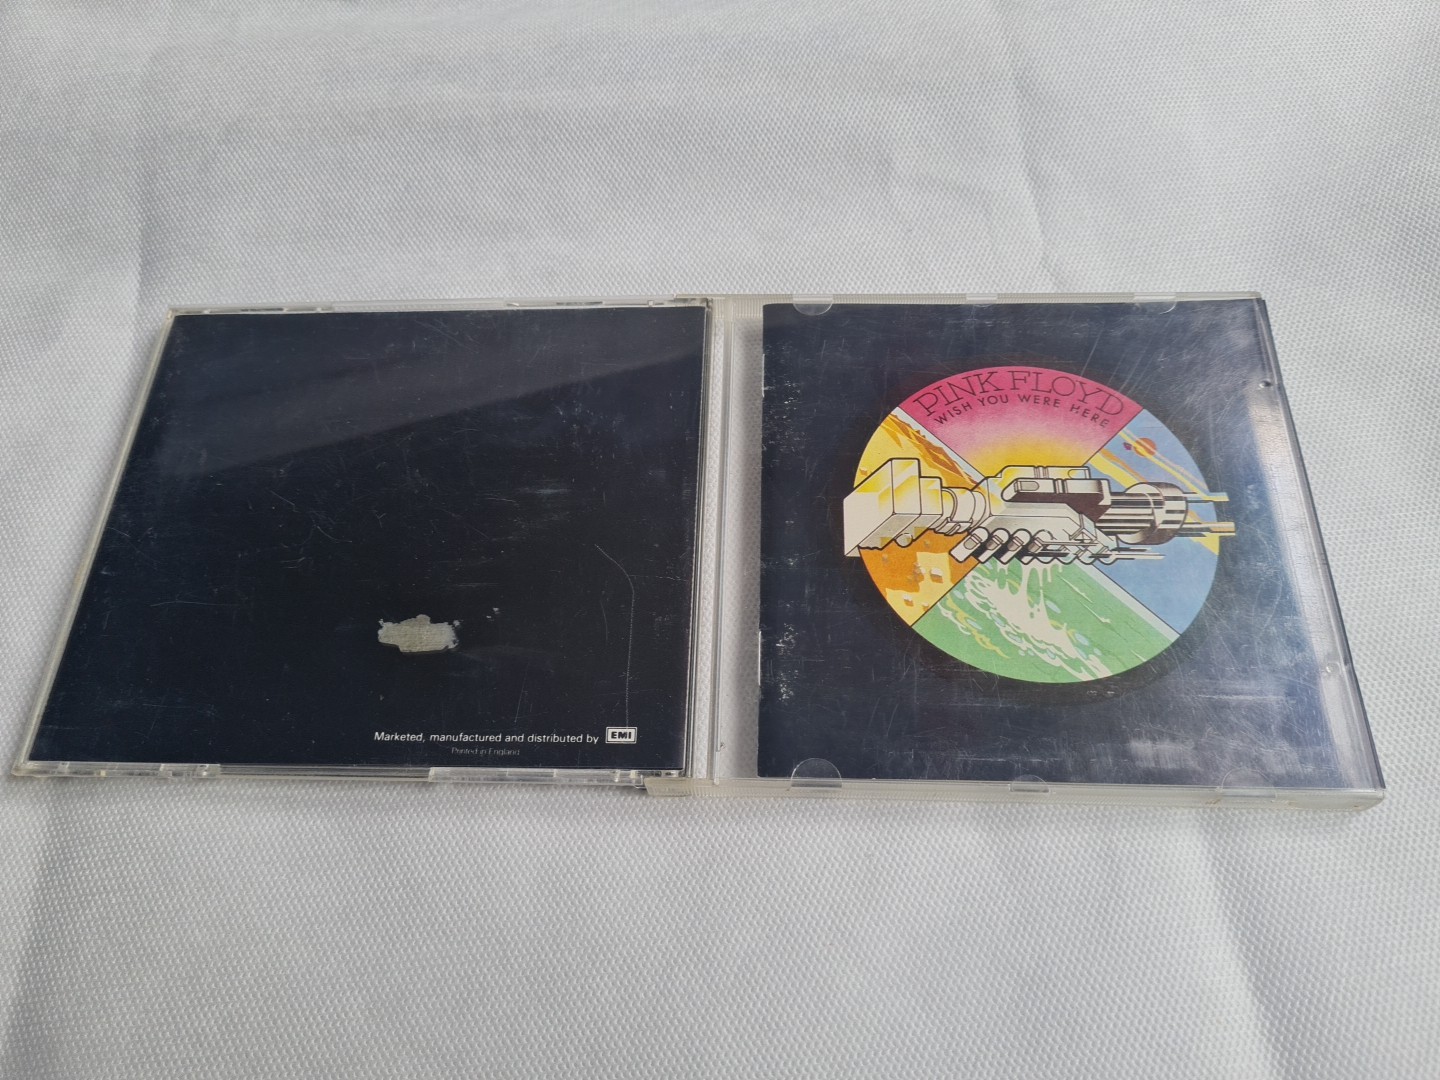 Marketed, manufactured and distributed by EMI
Printed in England
PINK FLOYD
WISH YOU WERE HERE